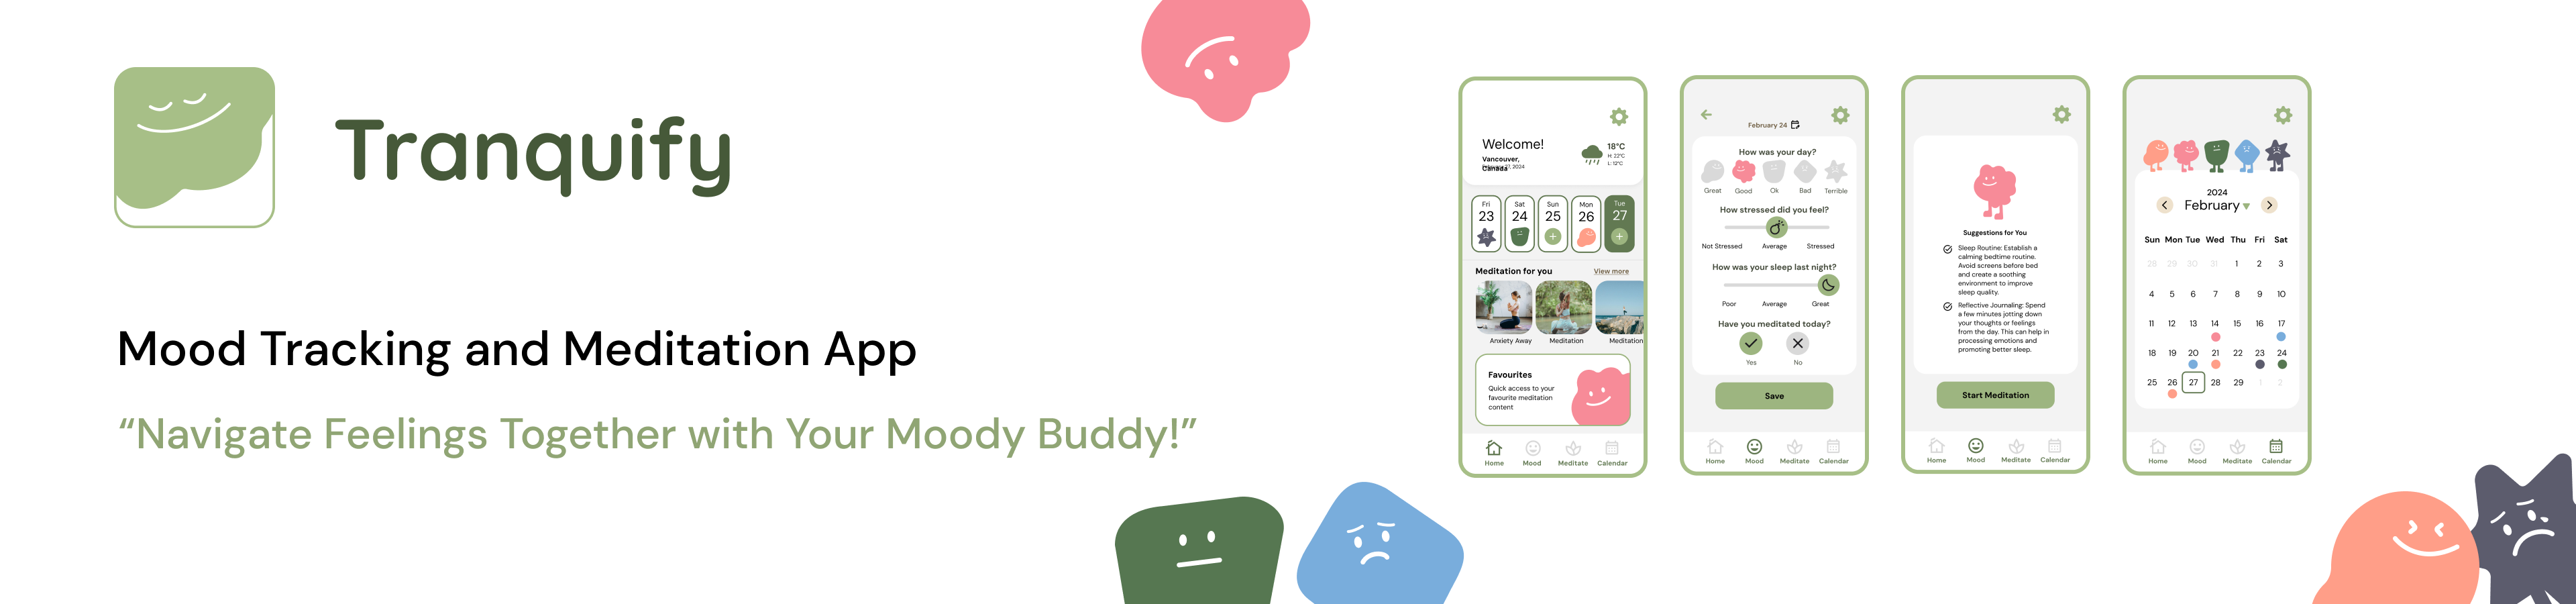 Tranquify
Mood Tracking and Meditation App
“Navigate Feelings Together with Your Moody Buddy!”
Welcome!
Vancouver,
Canada
18°C
H: 22°C
L: 12°C
Fri
23
Sat
24
Sun
25
Mon
26
Tue
27
Meditation for you
View more
Anxiety Away
Meditation
Meditation
Favourites
Quick access to your
favourite meditation
content
Home
Mood
Meditate
Calendar
February 24
How was your day?
Great
Good
Ok
Bad
Terrible
How stressed did you feel?
Not Stressed
Average
Stressed
How was your sleep last night?
Poor
Average
Great
Have you meditated today?
Yes
No
Save
Home
Mood
Meditate
Calendar
Suggestions for You
Sleep Routine: Establish a
calming bedtime routine.
Avoid screens before bed
and create a soothing
environment to improve
sleep quality.
Reflective Journaling: Spend
a few minutes jotting down
your thoughts or feelings
from the day. This can help in
processing emotions and
promoting better sleep.
Start Meditation
Home
Mood
Meditate
Calendar
2024
February
Sun Mon Tue Wed Thu Fri Sat
28 29 30 31 1 2 3
4 5 6 7 8 9 10
11 12 13 14 15 16 17
18 19 20 21 22 23 24
25 26 27 28 29 1 2
Home
Mood
Meditate
Calendar